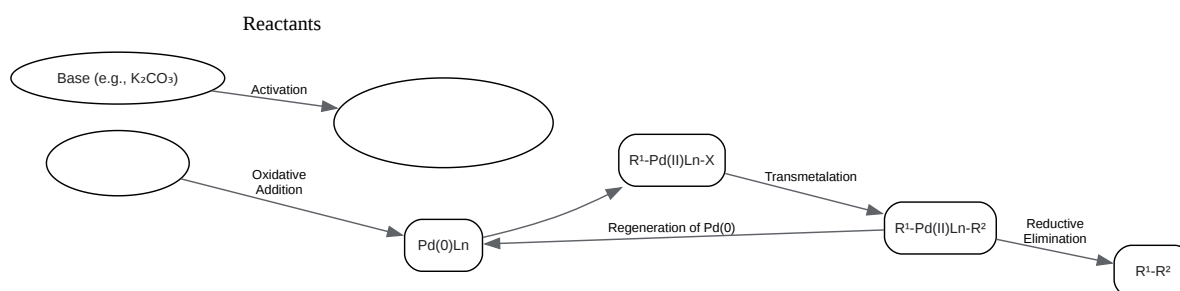 Reactants
Base (e.g., K₂CO₃)
Activation
Oxidative
Addition
Pd(0)Ln
R¹-Pd(II)Ln-X
Transmetalation
Regeneration of Pd(0)
R¹-Pd(II)Ln-R²
Reductive
Elimination
R¹-R²